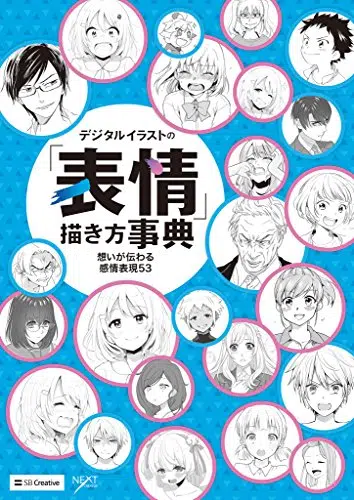 デジタルイラストの
「表情」
描き方事典
想いが伝わる
感情表現53
SB Creative
NEXT